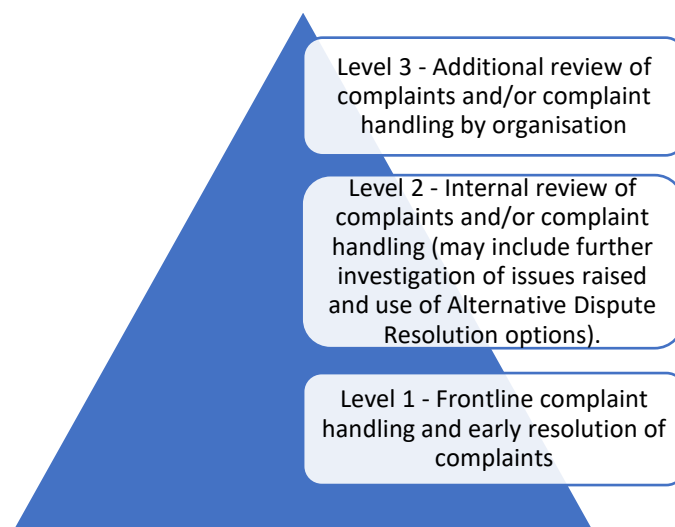 Level 3 - Additional review of
complaints and/or complaint
handling by organisation
Level 2 - Internal review of
complaints and/or complaint
handling (may include further
investigation of issues raised
and use of Alternative Dispute
Resolution options).
Level 1 - Frontline complaint
handling and early resolution of
complaints